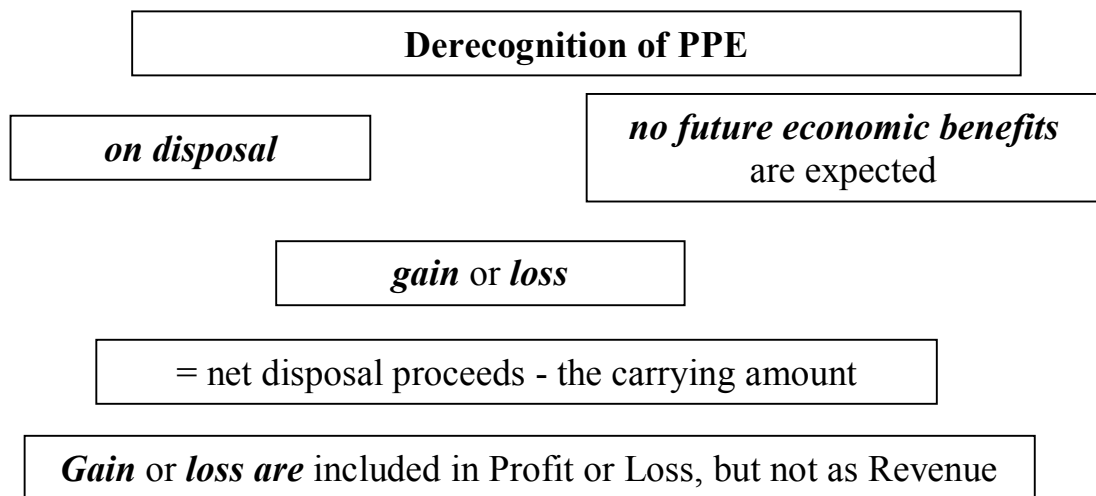 Derecognition of PPE
on disposal
no future economic benefits
are expected
gain or loss
= net disposal proceeds - the carrying amount
Gain or loss are included in Profit or Loss, but not as Revenue